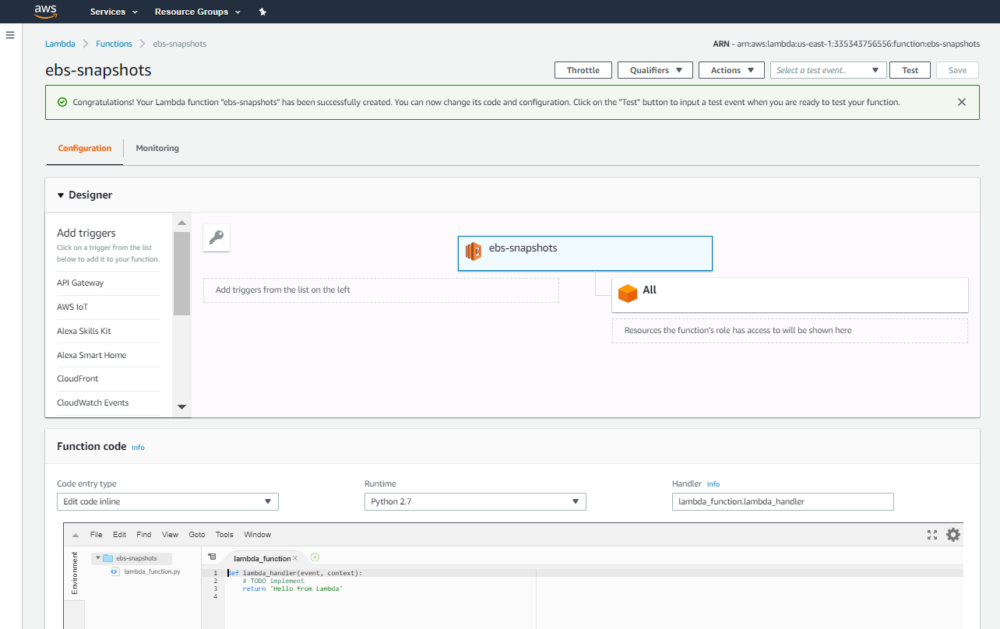 aws Services Resource Groups
Lambda Functions ebs-snapshots
ARN - arn:aws:lambda:us-east-1:335343756556:function:ebs-snapshots
ebs-snapshots
Throttle Qualifiers Actions Select a test event.. Test Save
Congratulations! Your Lambda function "ebs-snapshots" has been successfully created. You can now change its code and configuration. Click on the "Test" button to input a test event when you are ready to test your function.
Configuration Monitoring
Designer
Add triggers
Click on a trigger from the list
below to add it to your function.
API Gateway
AWS IoT
Alexa Skills Kit
Alexa Smart Home
CloudFront
CloudWatch Events
ebs-snapshots
Add triggers from the list on the left
All
Resources the function's role has access to will be shown here
Function code Info
Code entry type
Edit code inline
Runtime
Python 2.7
Handler Info
lambda_function.lambda_handler
File Edit Find View Goto Tools Window
Environment
ebs-snapshots
lambda_function.py
lambda_function
1 def lambda_handler(event, context):
2 # TODO implement
3 return 'Hello from Lambda'
4